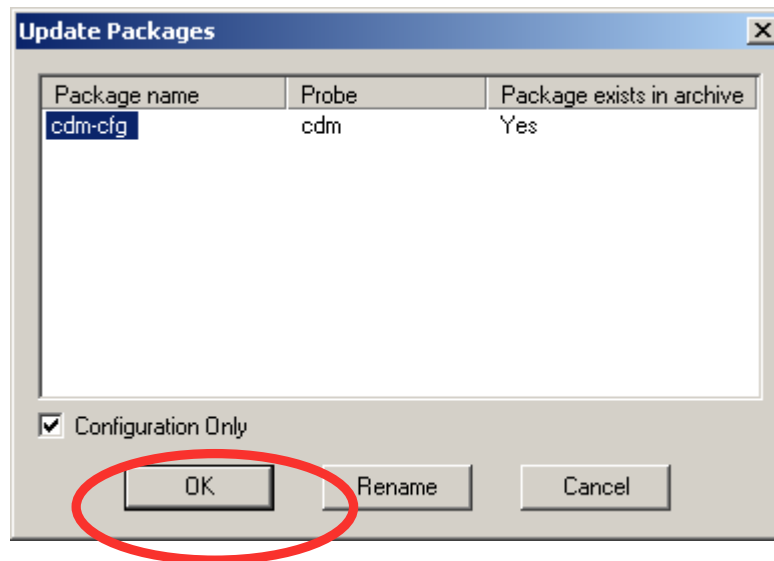 Update Packages
Package name Probe Package exists in archive
cdm-cfg cdm Yes
Configuration Only
OK Rename Cancel